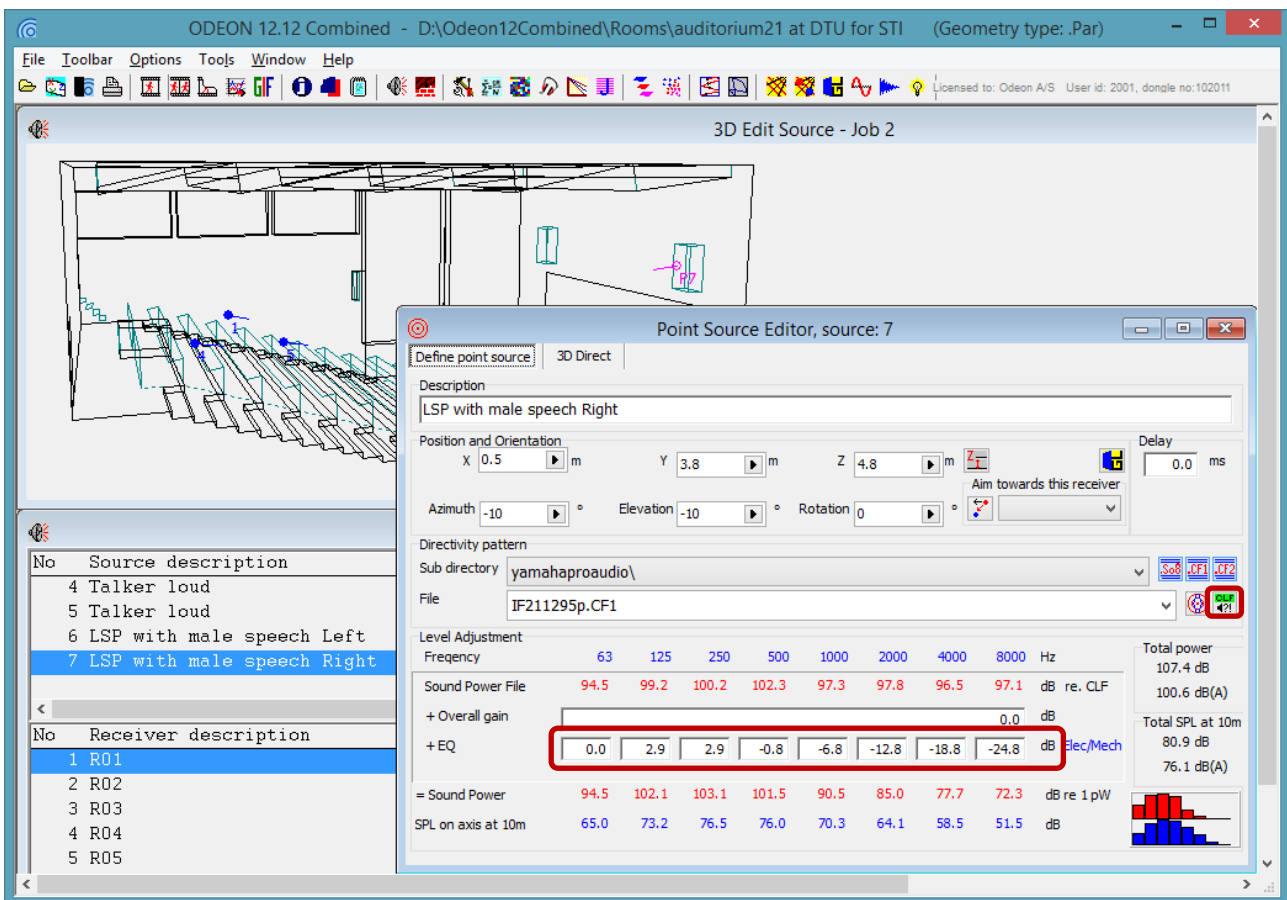 ODEON 12.12 Combined - D:\Odeon12Combined\Rooms\auditorium21 at DTU for STI (Geometry type: .Par)
File Toolbar Options Tools Window Help
GIF Licensed to: Odeon A/S User id: 2001, dongle no:102011
3D Edit Source - Job 2
P7
1
4 5
Point Source Editor, source: 7
Define point source 3D Direct
Description
LSP with male speech Right
Position and Orientation Delay
X 0.5 m Y 3.8 m Z 4.8 m 0.0 ms
Aim towards this receiver
Azimuth -10 ° Elevation -10 ° Rotation 0 °
Directivity pattern
Sub directory yamahaproaudio\ .So8 .CF1 .CF2
File IF211295p.CF1 CLF
Level Adjustment
Freqency 63 125 250 500 1000 2000 4000 8000 Hz
Sound Power File 94.5 99.2 100.2 102.3 97.3 97.8 96.5 97.1 dB re. CLF
+ Overall gain 0.0 dB
+ EQ 0.0 2.9 2.9 -0.8 -6.8 -12.8 -18.8 -24.8 dB Elec/Mech
= Sound Power 94.5 102.1 103.1 101.5 90.5 85.0 77.7 72.3 dB re 1 pW
SPL on axis at 10m 65.0 73.2 76.5 76.0 70.3 64.1 58.5 51.5 dB
Total power
107.4 dB
100.6 dB(A)
Total SPL at 10m
80.9 dB
76.1 dB(A)
No Source description
4 Talker loud
5 Talker loud
6 LSP with male speech Left
7 LSP with male speech Right
No Receiver description
1 R01
2 R02
3 R03
4 R04
5 R05